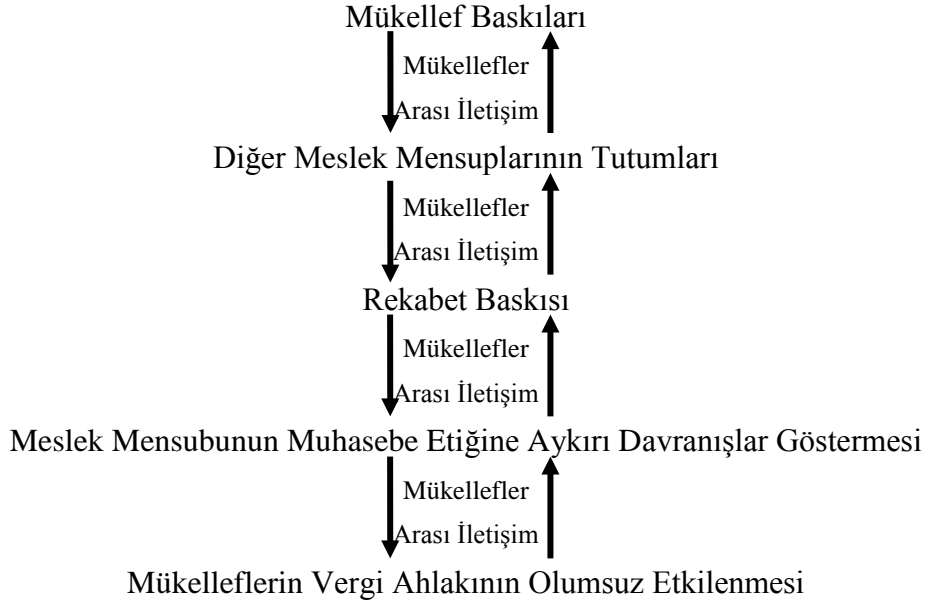 Mükellef Baskıları
Mükellefler
Arası İletişim
Diğer Meslek Mensuplarının Tutumları
Mükellefler
Arası İletişim
Rekabet Baskısı
Mükellefler
Arası İletişim
Meslek Mensubunun Muhasebe Etiğine Aykırı Davranışlar Göstermesi
Mükellefler
Arası İletişim
Mükelleflerin Vergi Ahlakının Olumsuz Etkilenmesi